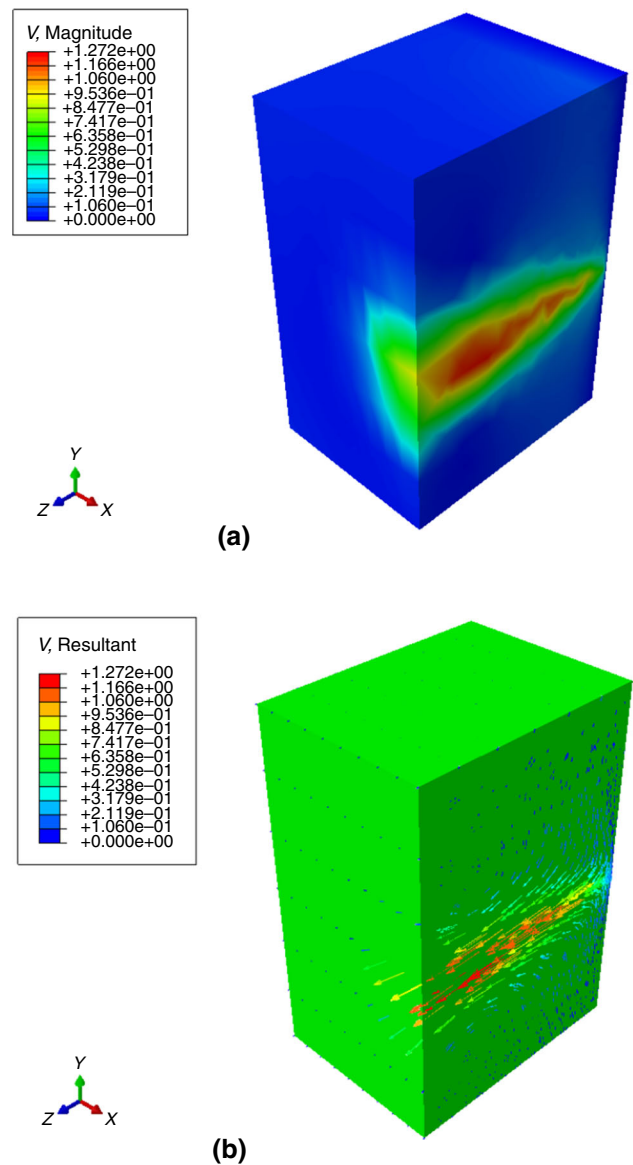 V, Magnitude
+1.272e+00
+1.166e+00
+1.060e+00
+9.536e−01
+8.477e−01
+7.417e−01
+6.358e−01
+5.298e−01
+4.238e−01
+3.179e−01
+2.119e−01
+1.060e−01
+0.000e+00
Y
Z
X
(a)
V, Resultant
+1.272e+00
+1.166e+00
+1.060e+00
+9.536e−01
+8.477e−01
+7.417e−01
+6.358e−01
+5.298e−01
+4.238e−01
+3.179e−01
+2.119e−01
+1.060e−01
+0.000e+00
Y
Z
X
(b)